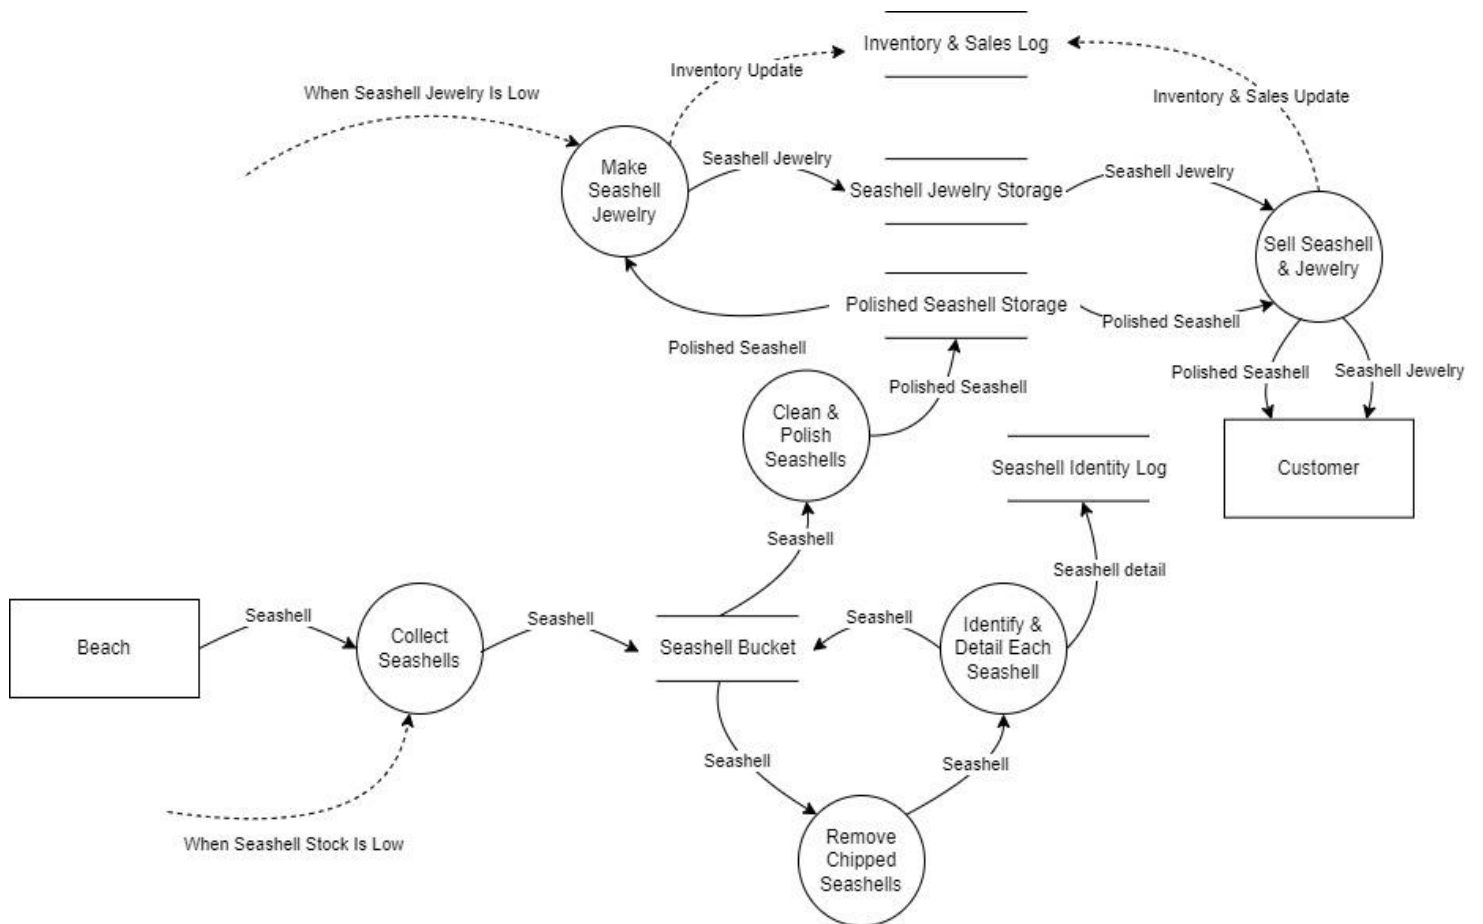 Inventory & Sales Log
Inventory Update
When Seashell Jewelry Is Low
Inventory & Sales Update
Make
Seashell
Jewelry
Seashell Jewelry
Seashell Jewelry Storage
Seashell Jewelry
Sell Seashell
& Jewelry
Polished Seashell Storage
Polished Seashell
Polished Seashell
Polished Seashell
Seashell Jewelry
Polished Seashell
Clean &
Polish
Seashells
Seashell Identity Log
Customer
Seashell
Seashell detail
Seashell
Seashell
Seashell
Beach
Collect
Seashells
Seashell Bucket
Identify &
Detail Each
Seashell
Seashell
Seashell
When Seashell Stock Is Low
Remove
Chipped
Seashells